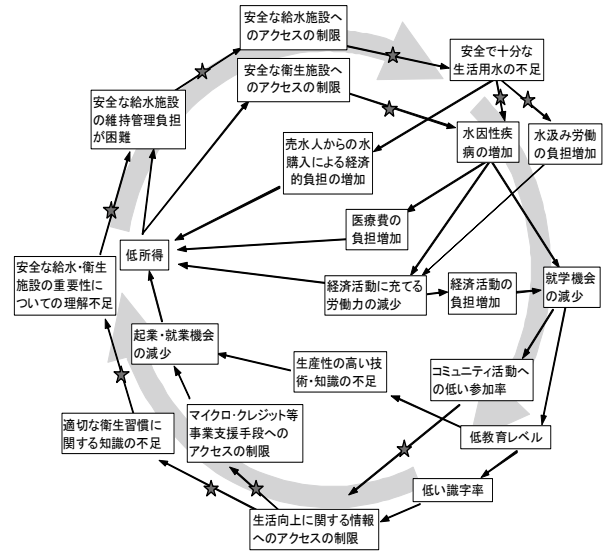 安全な給水施設へ
のアクセスの制限
安全で十分な
生活用水の不足
安全な衛生施設へ
のアクセスの制限
安全な給水施設
の維持管理負担
が困難
水因性疾
病の増加
水汲み労働
の負担増加
売水人からの水
購入による経済
的負担の増加
医療費の
負担増加
低所得
安全な給水・衛生
施設の重要性に
ついての理解不足
経済活動に充てる
労働力の減少
経済活動の
負担増加
就学機会
の減少
起業・就業機会
の減少
生産性の高い技
術・知識の不足
コミュニティ活動へ
の低い参加率
適切な衛生習慣に
関する知識の不足
マイクロ・クレジット等
事業支援手段への
アクセスの制限
低教育レベル
低い識字率
生活向上に関する情報
へのアクセスの制限